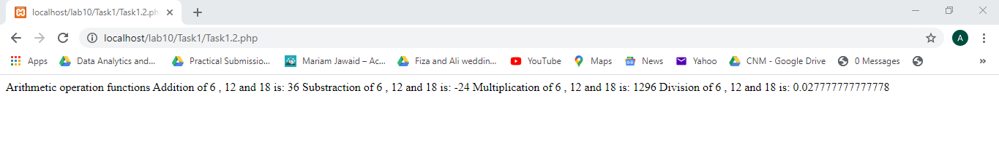 localhost/lab10/Task1/Task1.2.ph
localhost/lab10/Task1/Task1.2.php
A
Apps Data Analytics and... Practical Submissio... Mariam Jawaid – Ac... Fiza and Ali weddin... YouTube Maps News Yahoo CNM - Google Drive 0 Messages »
Arithmetic operation functions Addition of 6 , 12 and 18 is: 36 Substraction of 6 , 12 and 18 is: -24 Multiplication of 6 , 12 and 18 is: 1296 Division of 6 , 12 and 18 is: 0.027777777777778